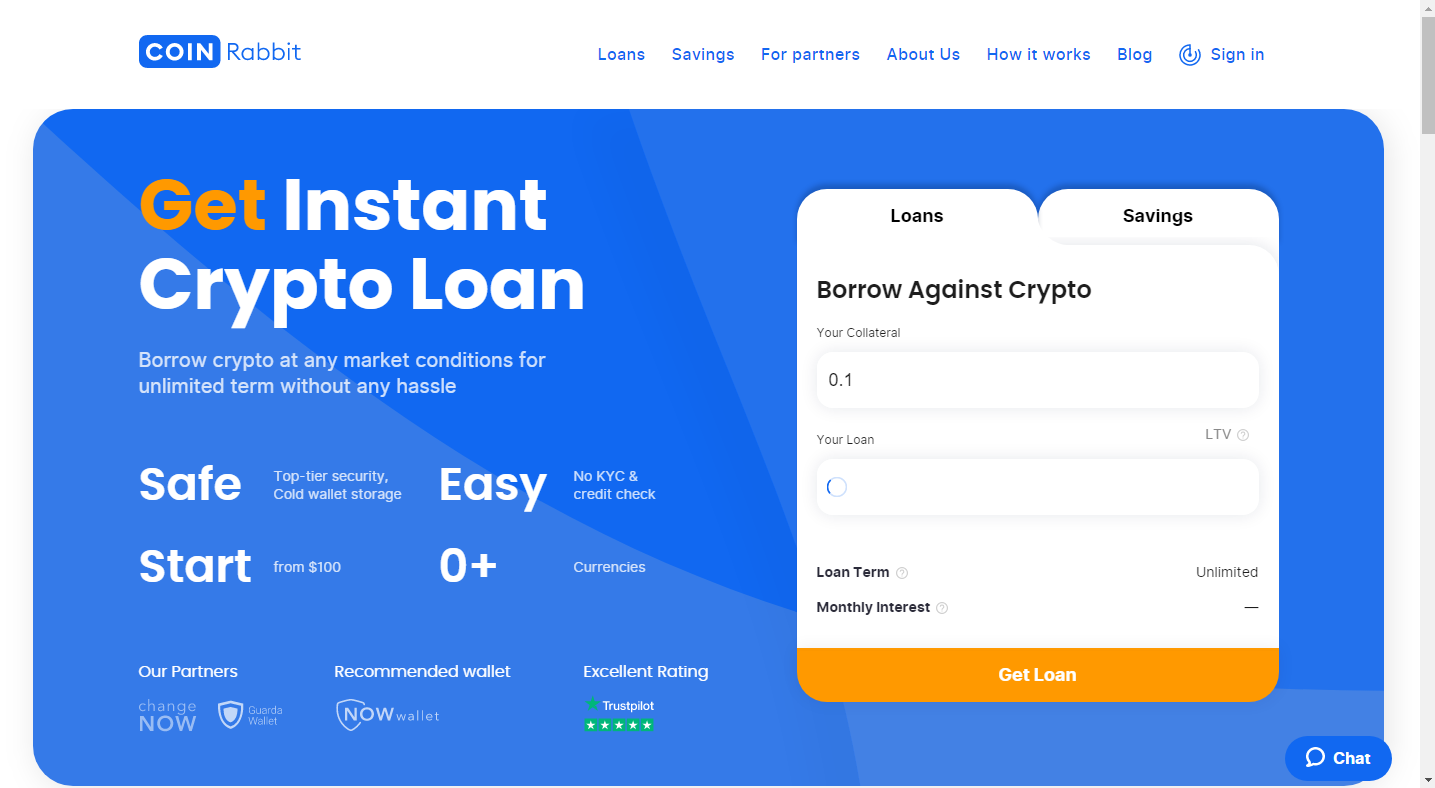 COIN Rabbit
Loans Savings For partners About Us How it works Blog Sign in
Get Instant
Crypto Loan
Borrow crypto at any market conditions for
unlimited term without any hassle
Safe
Top-tier security,
Cold wallet storage
Easy
No KYC &
credit check
Start
from $100
0+
Currencies
Our Partners
change
NOW
Guarda
Wallet
Recommended wallet
NOW wallet
Excellent Rating
Trustpilot
Loans
Savings
Borrow Against Crypto
Your Collateral
0.1
Your Loan
LTV ?
Loan Term ? Unlimited
Monthly Interest ? —
Get Loan
Chat